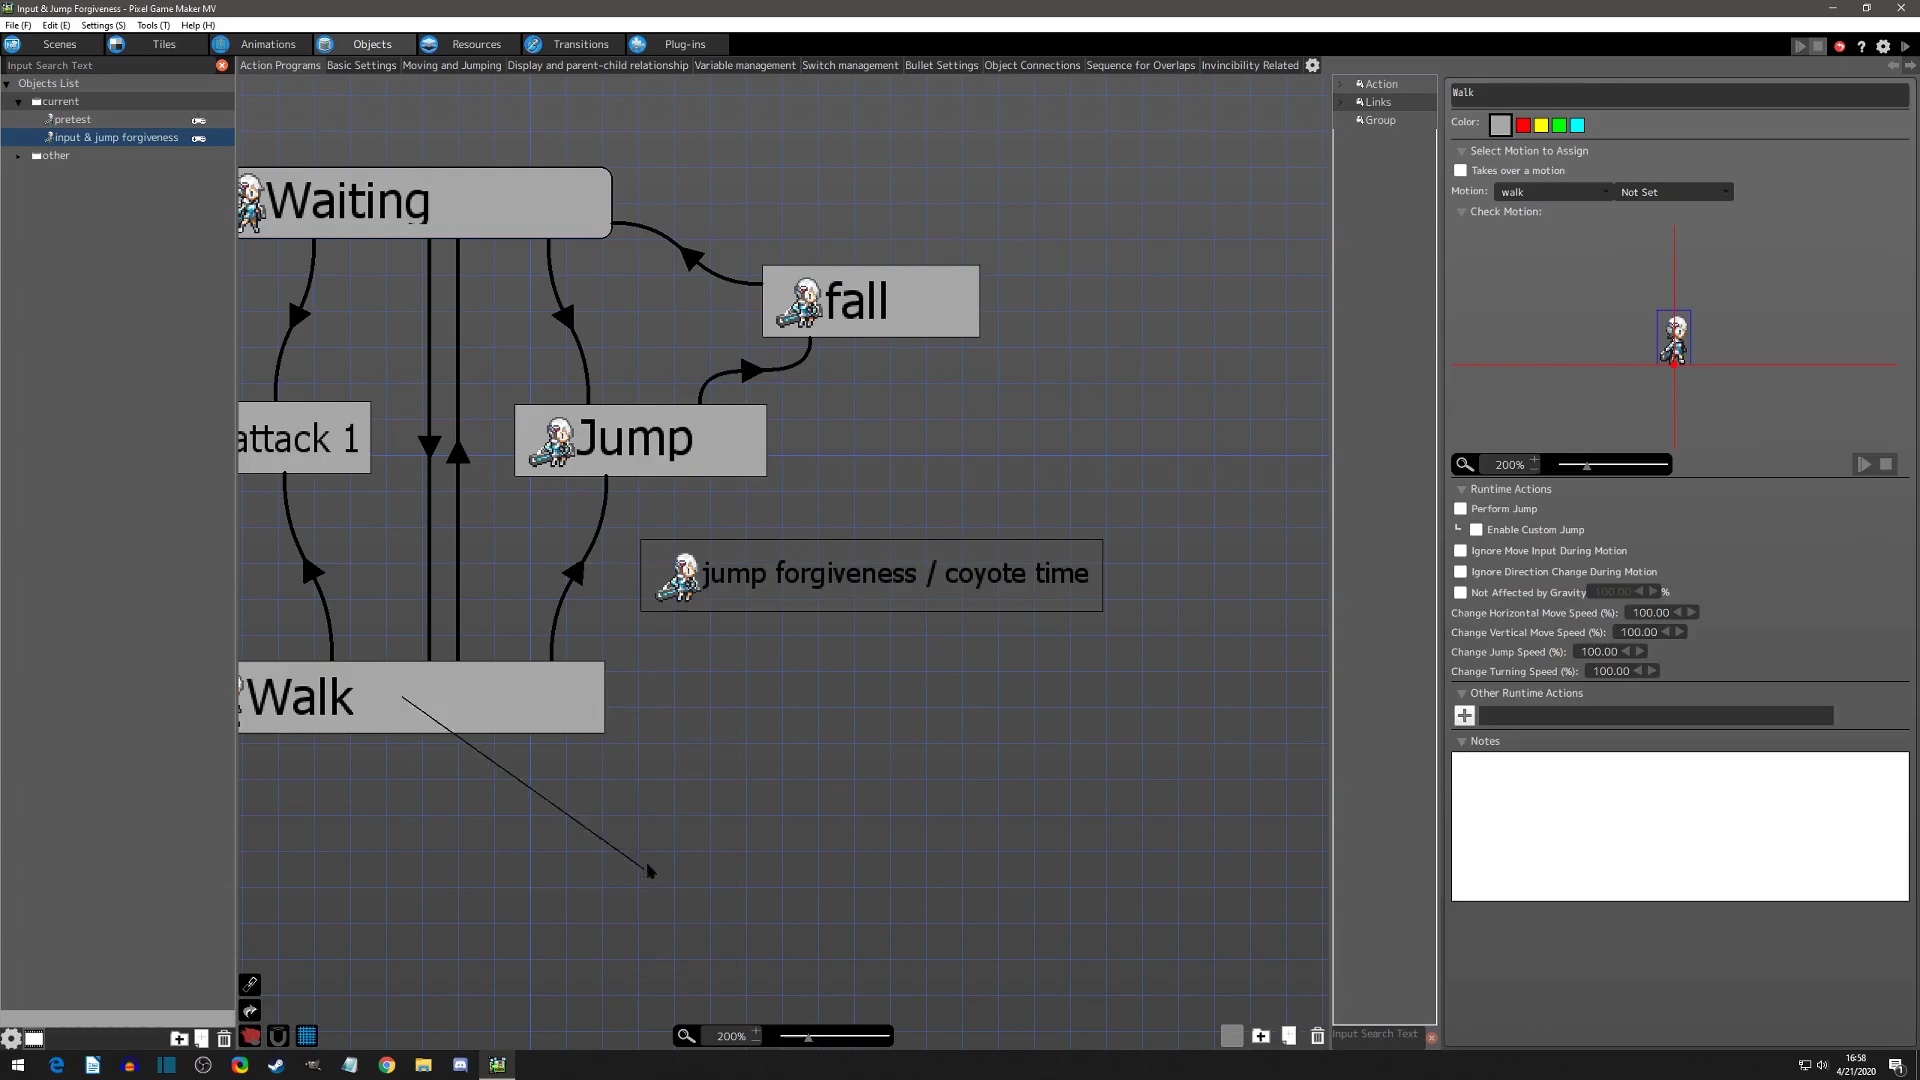 Input & Jump Forgiveness - Pixel Game Maker MV
File (F) Edit (E) Settings (S) Tools (T) Help (H)
Scenes Tiles Animations Objects Resources Transitions Plug-ins
Input Search Text
Action Programs Basic Settings Moving and Jumping Display and parent-child relationship Variable management Switch management Bullet Settings Object Connections Sequence for Overlaps Invincibility Related
Objects List
current
pretest
input & jump forgiveness
other
Waiting
fall
attack 1
Jump
jump forgiveness / coyote time
Walk
200%
Action
Links
Group
Input Search Text
Walk
Color:
Select Motion to Assign
Takes over a motion
Motion: walk Not Set
Check Motion:
200%
Runtime Actions
Perform Jump
Enable Custom Jump
Ignore Move Input During Motion
Ignore Direction Change During Motion
Not Affected by Gravity 100.00 %
Change Horizontal Move Speed (%): 100.00
Change Vertical Move Speed (%): 100.00
Change Jump Speed (%): 100.00
Change Turning Speed (%): 100.00
Other Runtime Actions
Notes
16:58
4/21/2020